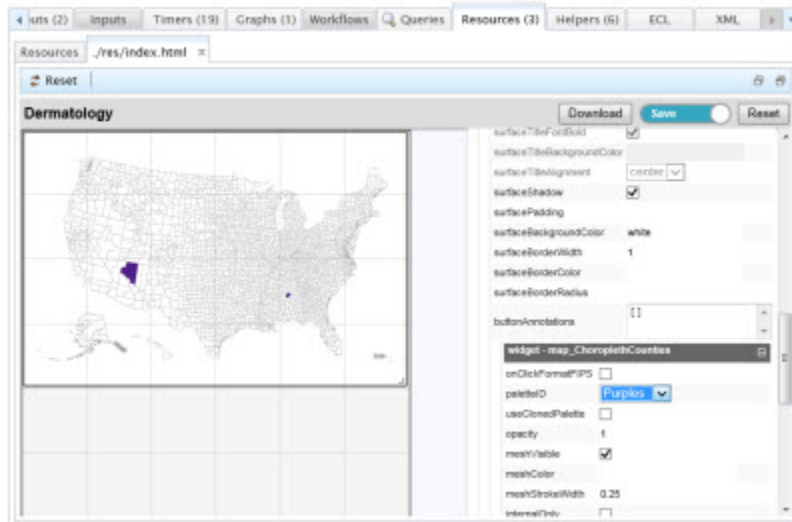 uts (2) Inputs Timers (19) Graphs (1) Workflows Queries Resources (3) Helpers (6) ECL XML
Resources ./res/index.html
Reset
Dermatology Download Save Reset
surfaceTitleFontBold
surfaceTitleBackgroundColor
surfaceTitleAlignment center
surfaceShadow
surfacePadding
surfaceBackgroundColor white
surfaceBorderWidth 1
surfaceBorderColor
surfaceBorderRadius
buttonAnnotations []
widget - map_ChoroplethCounties
onClickFormatFIPS
paletteID Purples
useClonedPalette
opacity 1
meshVisible
meshColor
meshStrokeWidth 0.25
internalOnly